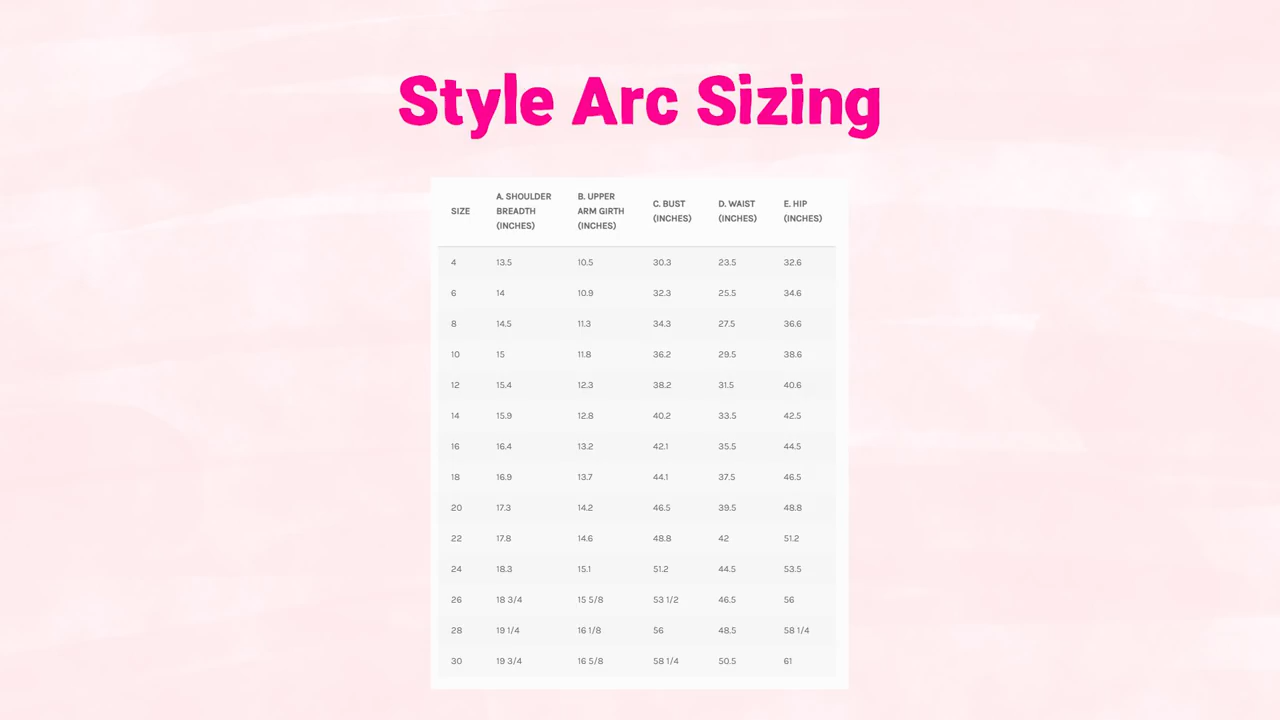 Style Arc Sizing
SIZE A. SHOULDER BREADTH (INCHES) B. UPPER ARM GIRTH (INCHES) C. BUST (INCHES) D. WAIST (INCHES) E. HIP (INCHES)
4 13.5 10.5 30.3 23.5 32.6
6 14 10.9 32.3 25.5 34.6
8 14.5 11.3 34.3 27.5 36.6
10 15 11.8 36.2 29.5 38.6
12 15.4 12.3 38.2 31.5 40.6
14 15.9 12.8 40.2 33.5 42.5
16 16.4 13.2 42.1 35.5 44.5
18 16.9 13.7 44.1 37.5 46.5
20 17.3 14.2 46.5 39.5 48.8
22 17.8 14.6 48.8 42 51.2
24 18.3 15.1 51.2 44.5 53.5
26 18 3/4 15 5/8 53 1/2 46.5 56
28 19 1/4 16 1/8 56 48.5 58 1/4
30 19 3/4 16 5/8 58 1/4 50.5 61